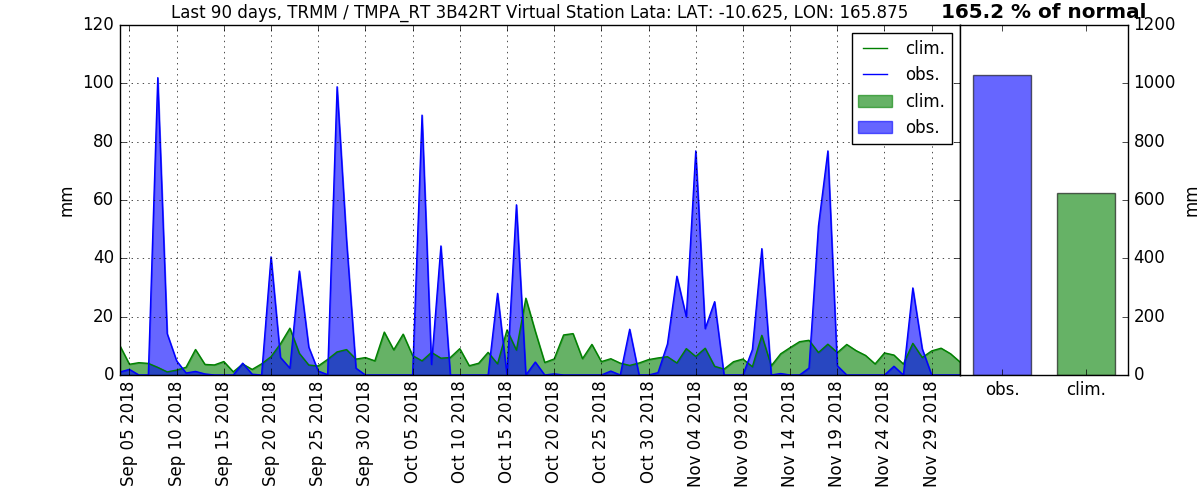 Last 90 days, TRMM / TMPA_RT 3B42RT Virtual Station Lata: LAT: -10.625, LON: 165.875
165.2 % of normal
120
100
80
60
40
20
0
mm
clim.
obs.
clim.
obs.
1200
1000
800
600
400
200
0
mm
obs.
clim.
Sep 05 2018
Sep 10 2018
Sep 15 2018
Sep 20 2018
Sep 25 2018
Sep 30 2018
Oct 05 2018
Oct 10 2018
Oct 15 2018
Oct 20 2018
Oct 25 2018
Oct 30 2018
Nov 04 2018
Nov 09 2018
Nov 14 2018
Nov 19 2018
Nov 24 2018
Nov 29 2018